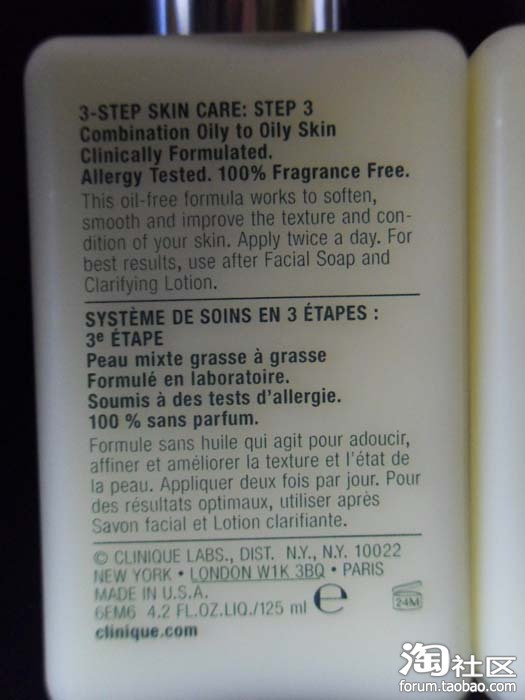 3-STEP SKIN CARE: STEP 3
Combination Oily to Oily Skin
Clinically Formulated.
Allergy Tested. 100% Fragrance Free.
This oil-free formula works to soften,
smooth and improve the texture and con-
dition of your skin. Apply twice a day. For
best results, use after Facial Soap and
Clarifying Lotion.
SYSTÈME DE SOINS EN 3 ÉTAPES :
3e ÉTAPE
Peau mixte grasse à grasse
Formulé en laboratoire.
Soumis à des tests d'allergie.
100 % sans parfum.
Formule sans huile qui agit pour adoucir,
affiner et améliorer la texture et l'état de
la peau. Appliquer deux fois par jour. Pour
des résultats optimaux, utiliser après
Savon facial et Lotion clarifiante.
© CLINIQUE LABS., DIST. N.Y., N.Y. 10022
NEW YORK • LONDON W1K 3BQ • PARIS
MADE IN U.S.A.
6EM6 4.2 FL.OZ.LIQ./125 ml e
24M
clinique.com
淘社区
forum.taobao.com